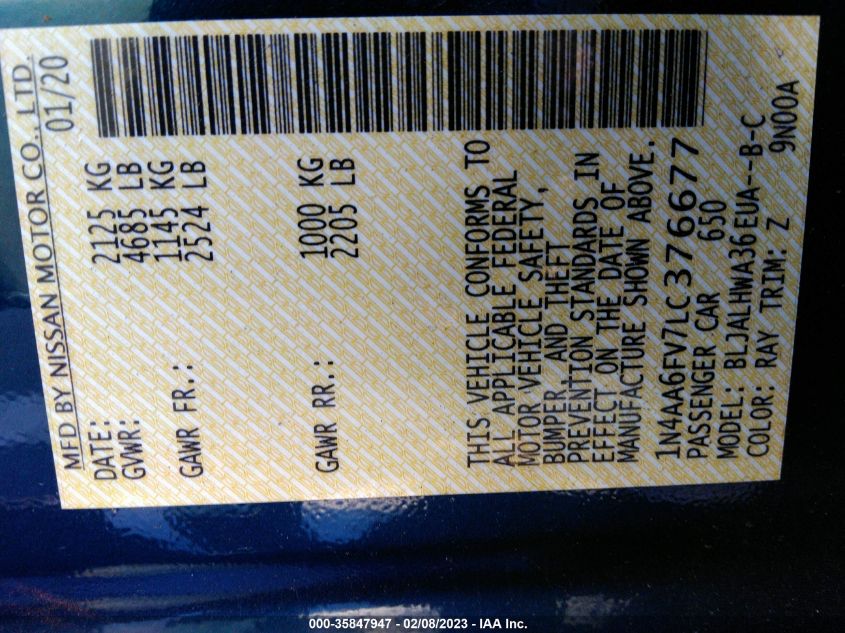 MFD BY NISSAN MOTOR CO., LTD.
DATE: 01/20
GVWR: 2125 KG
4685 LB
GAWR FR.: 1145 KG
2524 LB
GAWR RR.: 1000 KG
2205 LB
THIS VEHICLE CONFORMS TO
ALL APPLICABLE FEDERAL
MOTOR VEHICLE SAFETY,
BUMPER, AND THEFT
PREVENTION STANDARDS IN
EFFECT ON THE DATE OF
MANUFACTURE SHOWN ABOVE.
1N4AA6FV7LC376677
PASSENGER CAR 650
MODEL: BLJALHWA36EUA--B-C
COLOR: RAY TRIM: Z 9N00A
000-35847947 - 02/08/2023 - IAA Inc.